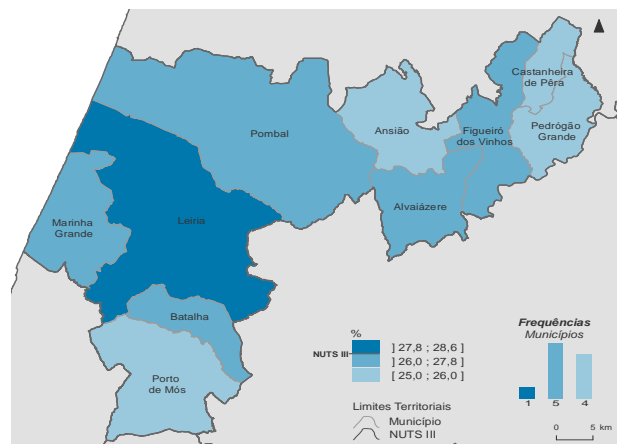 Castanheira
de Pêra
Pombal
Ansião
Figueiró
dos Vinhos
Pedrógão
Grande
Alvaiázere
Marinha
Grande
Leiria
Batalha
Porto
de Mós
%
NUTS III
] 27,8 ; 28,6 ]
] 26,0 ; 27,8 ]
[ 25,0 ; 26,0 ]
Frequências
Municípios
1 5 4
Limites Territoriais
Município
NUTS III
0 5 km